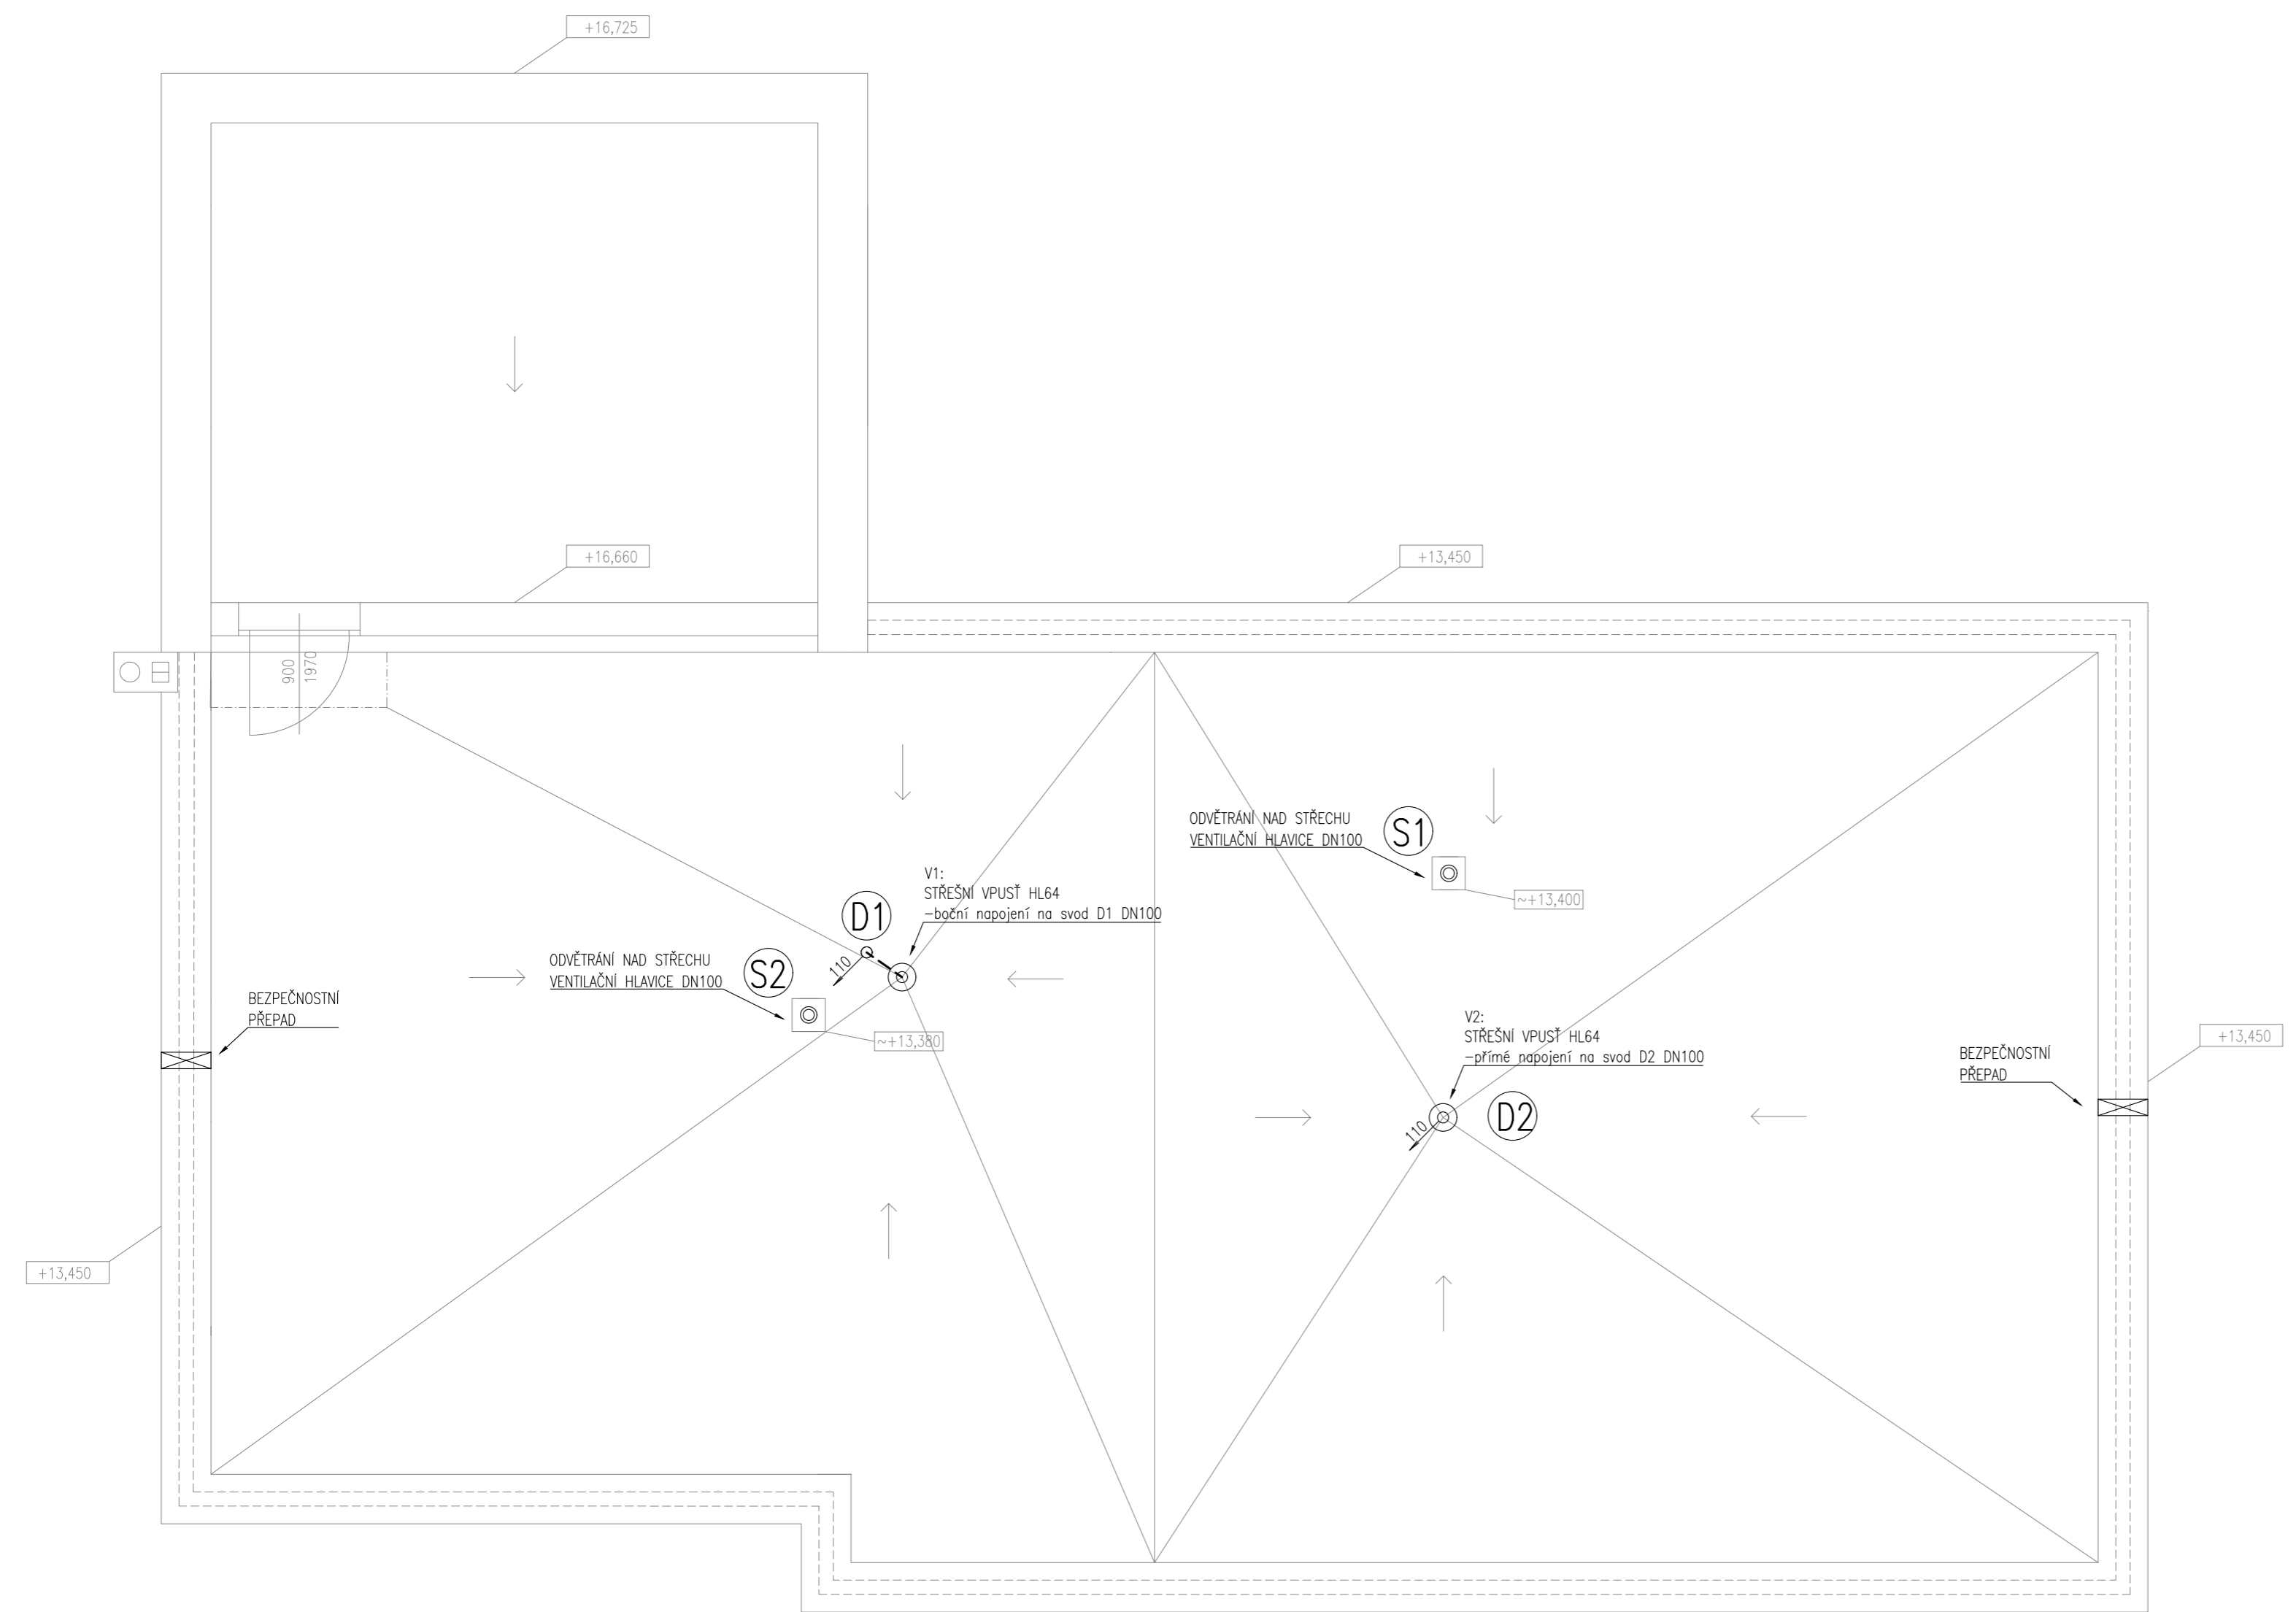 +16,725
+16,660
+13,450
900
1970
ODVĚTRÁNÍ NAD STŘECHU
VENTILAČNÍ HLAVICE DN100
S1
~+13,400
V1:
STŘEŠNÍ VPUSŤ HL64
-boční napojení na svod D1 DN100
D1
110
ODVĚTRÁNÍ NAD STŘECHU
VENTILAČNÍ HLAVICE DN100
S2
~+13,380
BEZPEČNOSTNÍ
PŘEPAD
V2:
STŘEŠNÍ VPUSŤ HL64
-přímé napojení na svod D2 DN100
D2
110
BEZPEČNOSTNÍ
PŘEPAD
+13,450
+13,450